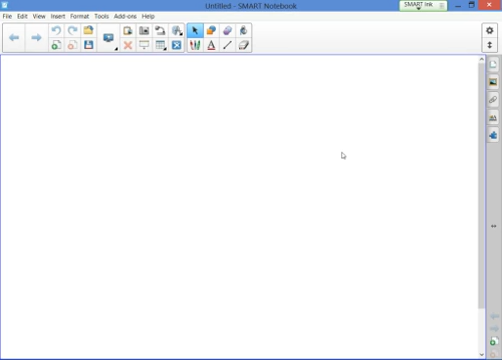 Untitled - SMART Notebook
SMART Ink
File Edit View Insert Format Tools Add-ons Help